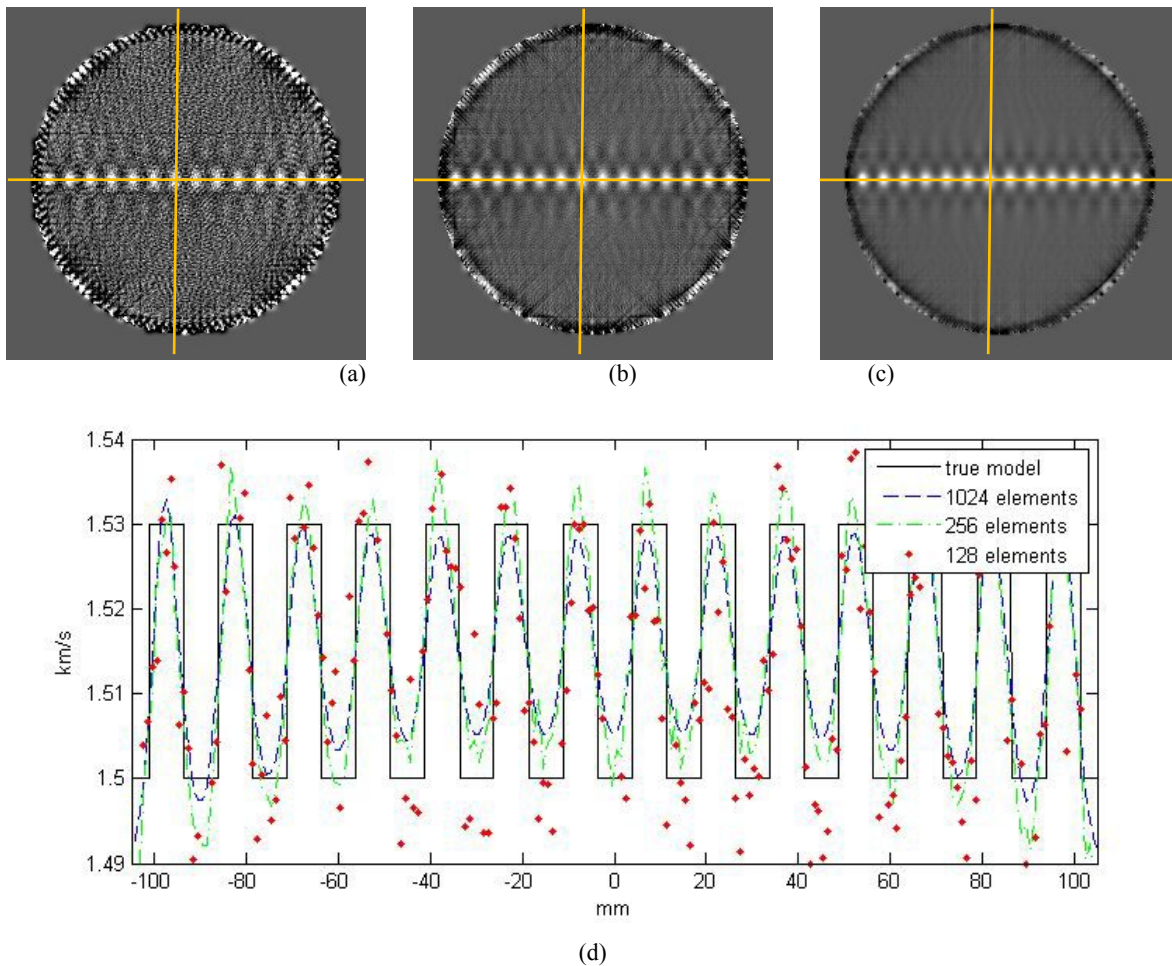 (a) (b) (c)
1.54
1.53
1.52
1.51
1.5
1.49
km/s
true model
1024 elements
256 elements
128 elements
-100 -80 -60 -40 -20 0 20 40 60 80 100
mm
(d)